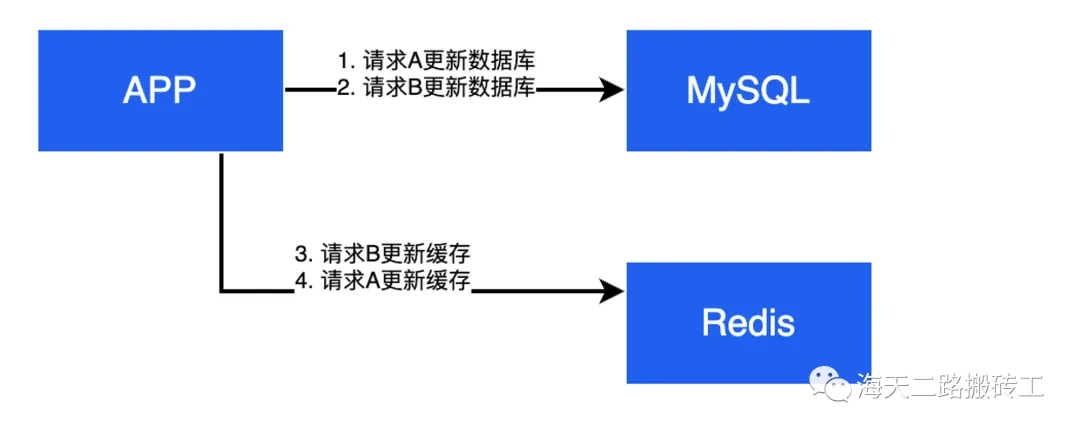 APP
1. 请求A更新数据库
2. 请求B更新数据库
MySQL
3. 请求B更新缓存
4. 请求A更新缓存
Redis
海天二路搬砖工